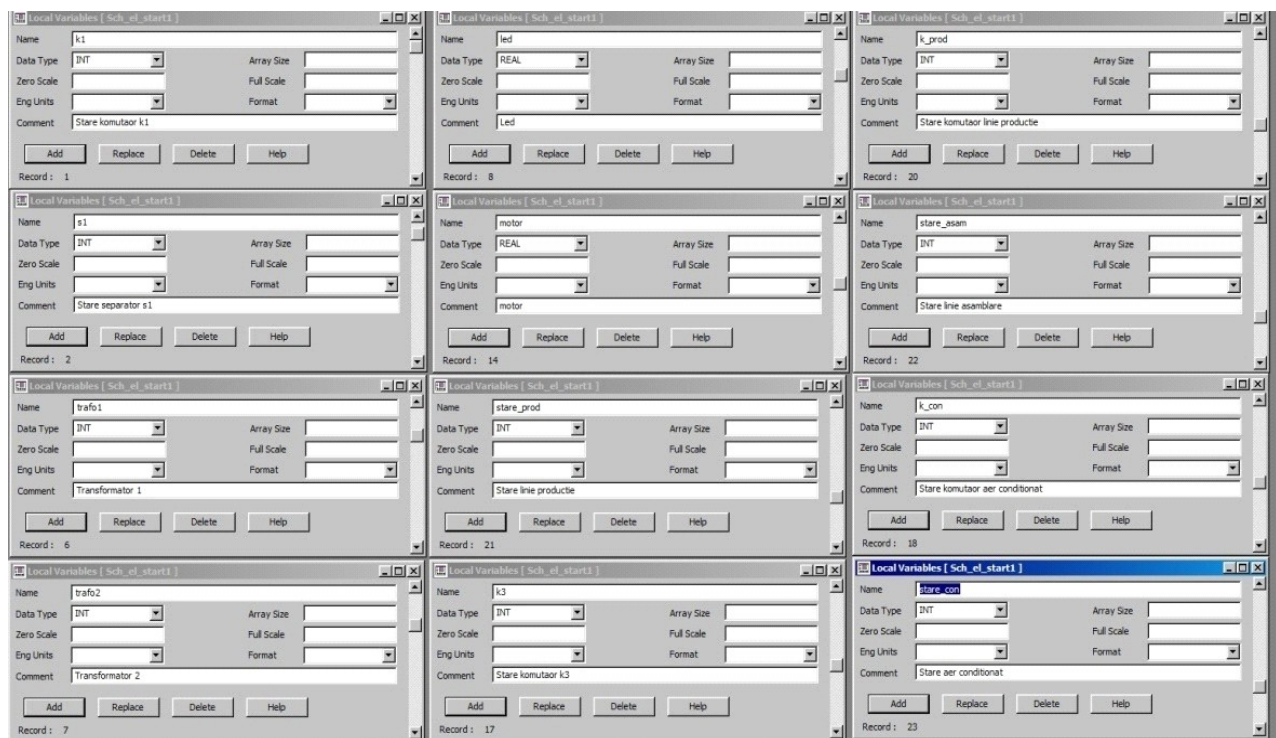 Local Variables [ Sch_el_start1 ]
Name k1
Data Type INT Array Size
Zero Scale Full Scale
Eng Units Format
Comment Stare komutaor k1
Add Replace Delete Help
Record : 1
Local Variables [ Sch_el_start1 ]
Name led
Data Type REAL Array Size
Zero Scale Full Scale
Eng Units Format
Comment Led
Add Replace Delete Help
Record : 8
Local Variables [ Sch_el_start1 ]
Name k_prod
Data Type INT Array Size
Zero Scale Full Scale
Eng Units Format
Comment Stare komutaor linie productie
Add Replace Delete Help
Record : 20
Local Variables [ Sch_el_start1 ]
Name s1
Data Type INT Array Size
Zero Scale Full Scale
Eng Units Format
Comment Stare separator s1
Add Replace Delete Help
Record : 2
Local Variables [ Sch_el_start1 ]
Name motor
Data Type REAL Array Size
Zero Scale Full Scale
Eng Units Format
Comment motor
Add Replace Delete Help
Record : 14
Local Variables [ Sch_el_start1 ]
Name stare_asam
Data Type INT Array Size
Zero Scale Full Scale
Eng Units Format
Comment Stare linie asamblare
Add Replace Delete Help
Record : 22
Local Variables [ Sch_el_start1 ]
Name trafo1
Data Type INT Array Size
Zero Scale Full Scale
Eng Units Format
Comment Transformator 1
Add Replace Delete Help
Record : 6
Local Variables [ Sch_el_start1 ]
Name stare_prod
Data Type INT Array Size
Zero Scale Full Scale
Eng Units Format
Comment Stare linie productie
Add Replace Delete Help
Record : 21
Local Variables [ Sch_el_start1 ]
Name k_con
Data Type INT Array Size
Zero Scale Full Scale
Eng Units Format
Comment Stare komutaor aer conditionat
Add Replace Delete Help
Record : 18
Local Variables [ Sch_el_start1 ]
Name trafo2
Data Type INT Array Size
Zero Scale Full Scale
Eng Units Format
Comment Transformator 2
Add Replace Delete Help
Record : 7
Local Variables [ Sch_el_start1 ]
Name k3
Data Type INT Array Size
Zero Scale Full Scale
Eng Units Format
Comment Stare komutaor k3
Add Replace Delete Help
Record : 17
Local Variables [ Sch_el_start1 ]
Name stare_con
Data Type INT Array Size
Zero Scale Full Scale
Eng Units Format
Comment Stare aer conditionat
Add Replace Delete Help
Record : 23